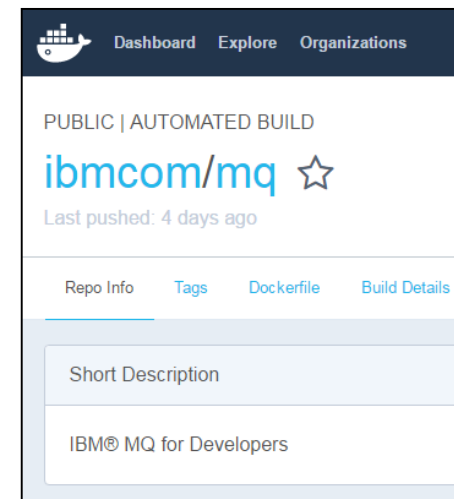 Dashboard Explore Organizations
PUBLIC | AUTOMATED BUILD
ibmcom/mq
Last pushed: 4 days ago
Repo Info Tags Dockerfile Build Details
Short Description
IBM® MQ for Developers